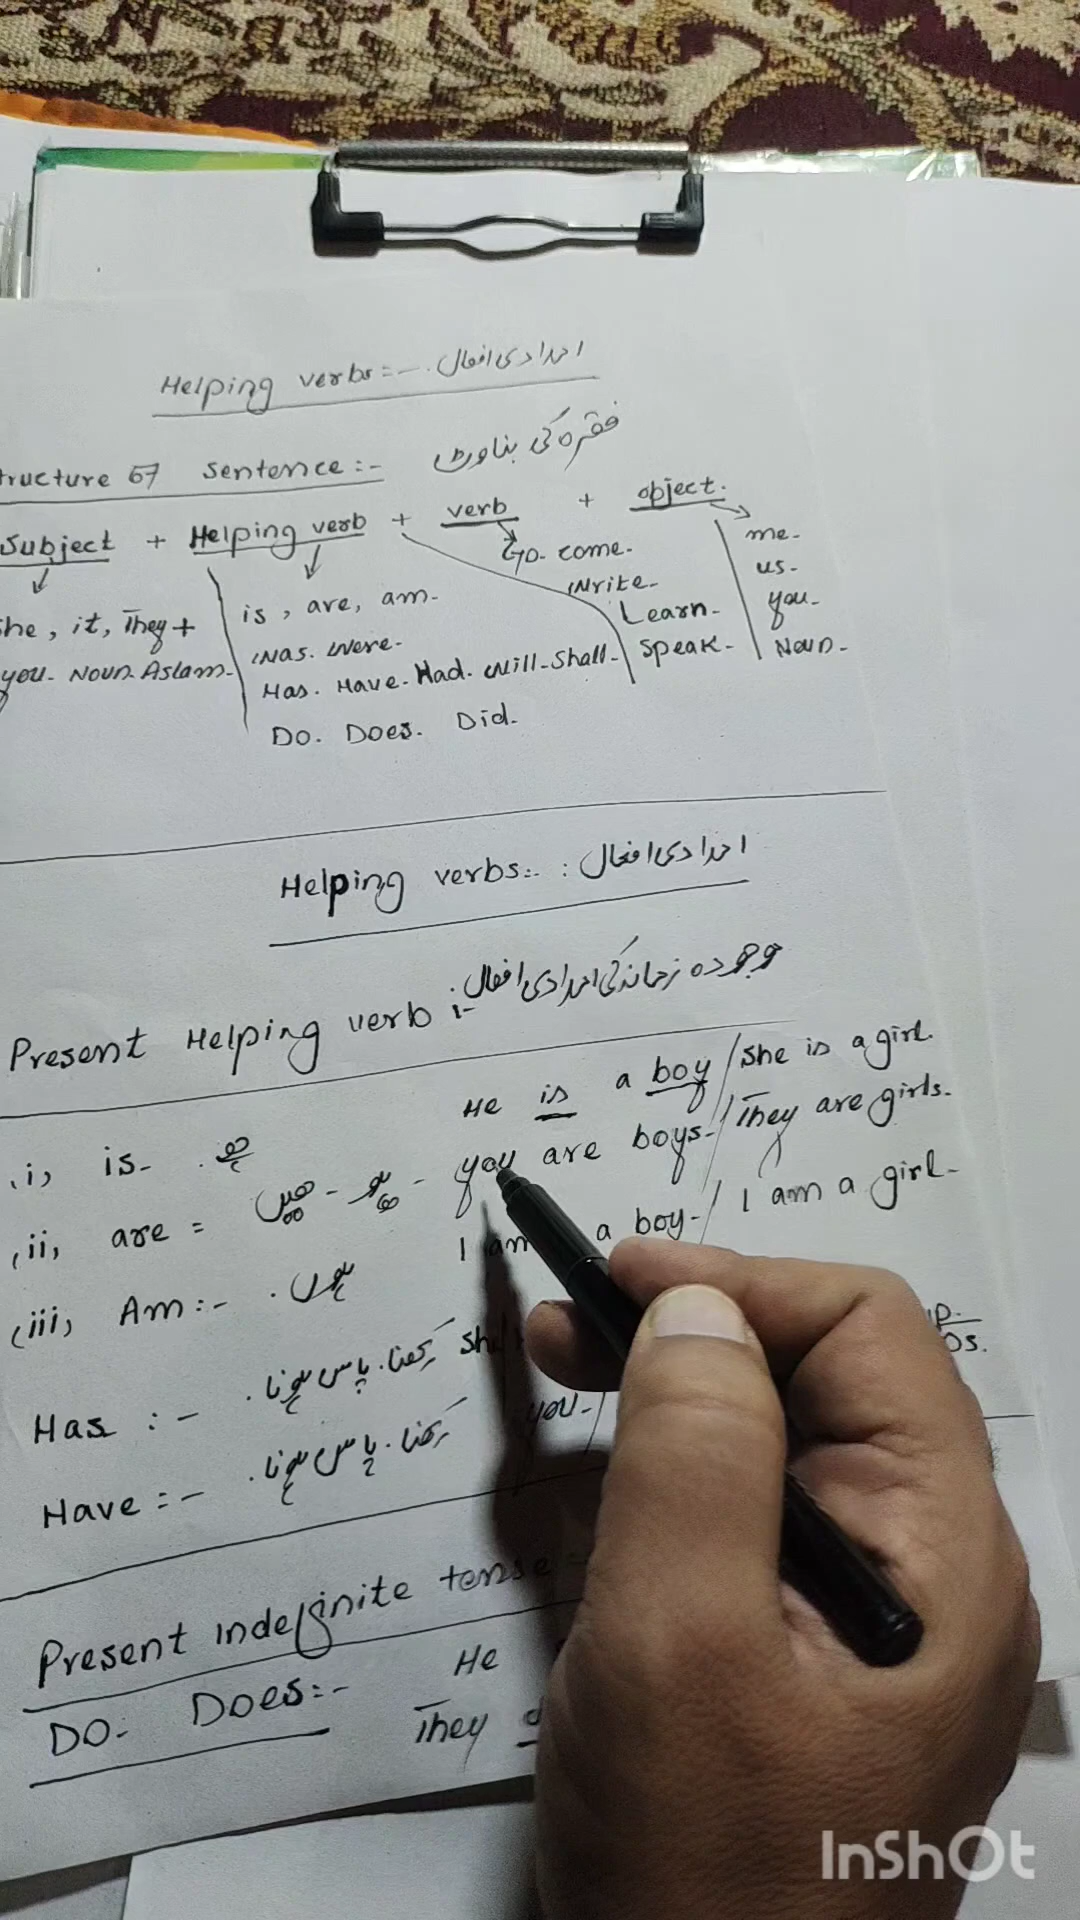 Helping verbs:-. امدادی افعال
tructure of Sentence:- فقرہ کی بناوٹ
Subject + Helping verb + verb + object.
she, it, They + is, are, am. Go. come. me.
you. Noun. Aslam. Was. Were. Write. us.
Has. Have. Had. Will. Shall. Learn. you.
Do. Does. Did. Speak. Noun.
Helping verbs:. : امدادی افعال
Present Helping verb :- موجودہ زمانہ کی امدادی افعال
(i) is. ہے. He is a boy / She is a girl.
(ii) are = ہیں - ہو - you are boys. / They are girls.
(iii) Am:- ہوں. I am a boy. / I am a girl.
Has :- رکھنا. پاس ہونا.
Have :- رکھنا. پاس ہونا. you. /
Present indefinite tense
Do. Does:- He
They
InShOt